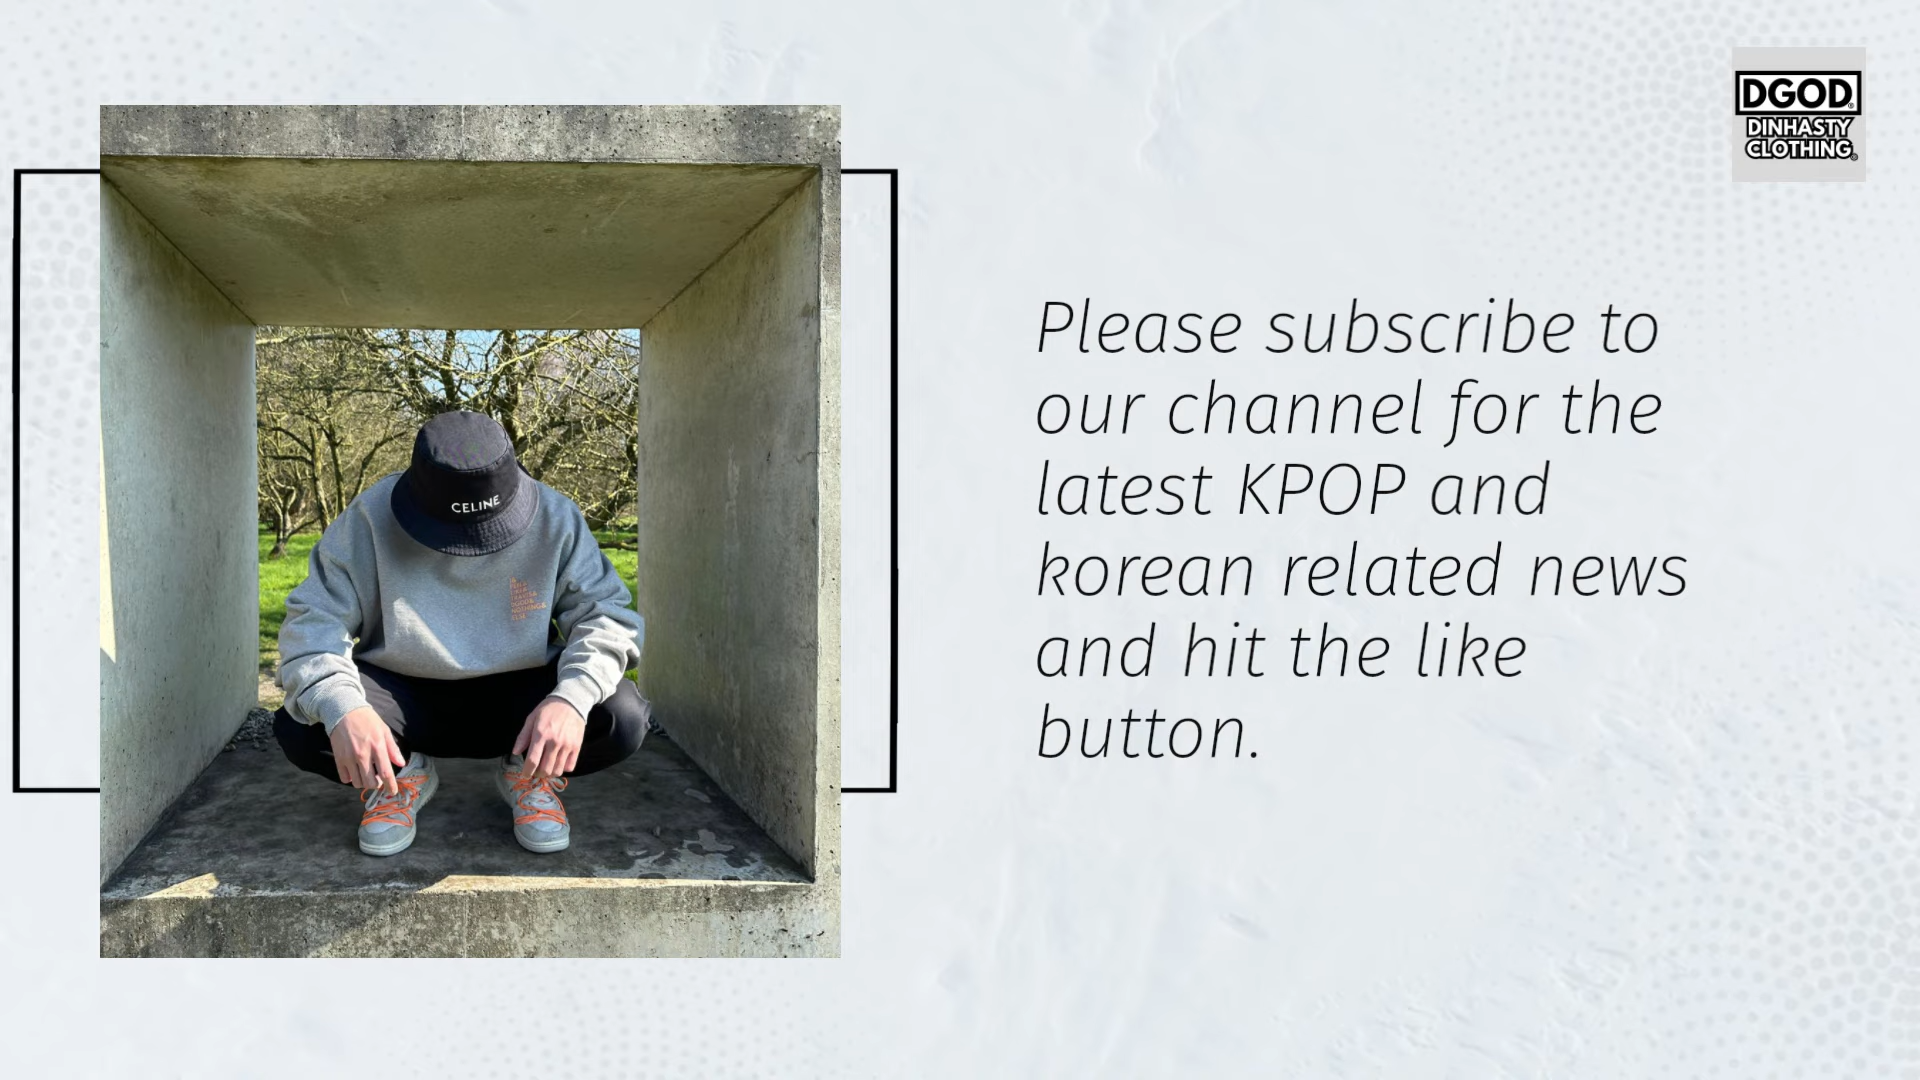 DGOD
DINHASTY
CLOTHING
Please subscribe to
our channel for the
latest KPOP and
korean related news
and hit the like
button.
CELINE